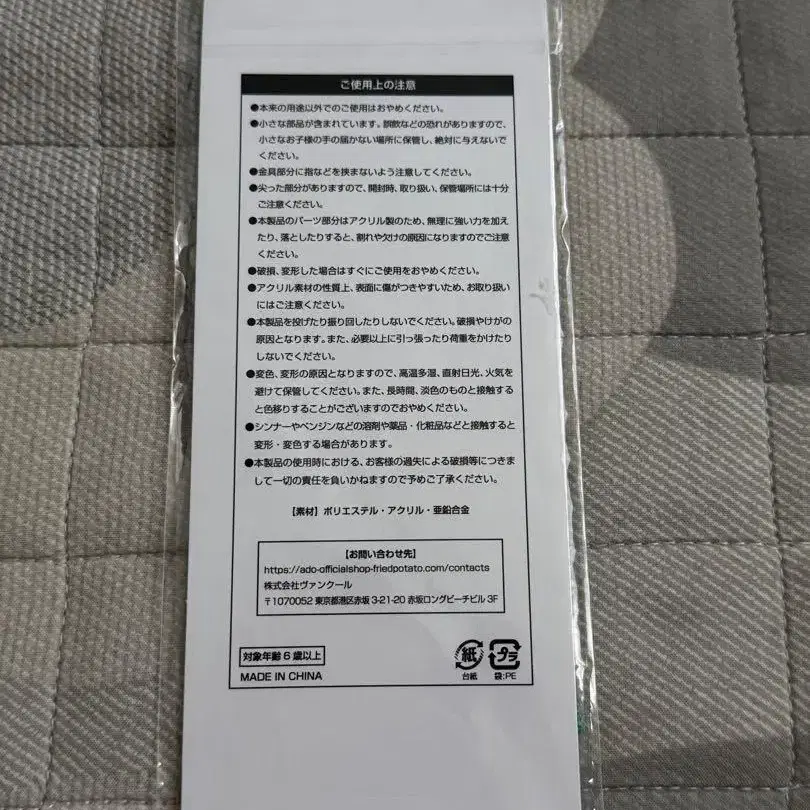 ご使用上の注意
●本来の用途以外でのご使用はおやめください。
●小さな部品が含まれています。誤飲などの恐れがありますので、
小さなお子様の手の届かない場所に保管し、絶対に与えないで
ください。
●金具部分に指などを挟まないよう注意してください。
●尖った部分がありますので、開封時、取り扱い、保管場所には十分
ご注意ください。
●本製品のパーツ部分はアクリル製のため、無理に強い力を加え
たり、落としたりすると、割れや欠けの原因になりますのでご注意
ください。
●破損、変形した場合はすぐにご使用をおやめください。
●アクリル素材の性質上、表面に傷がつきやすいため、お取り扱い
にはご注意ください。
●本製品を投げたり振り回したりしないでください。破損やけがの
原因となります。また、必要以上に引っ張ったり荷重をかけたり
しないでください。
●変色、変形の原因となりますので、高温多湿、直射日光、火気を
避けて保管してください。また、長時間、淡色のものと接触する
と色移りすることがございますのでおやめください。
●シンナーやベンジンなどの溶剤や薬品・化粧品などと接触すると
変形・変色する場合があります。
●本製品の使用時における、お客様の過失による破損等につきま
して一切の責任を負いかねますので予めご了承ください。
【素材】ポリエステル・アクリル・亜鉛合金
【お問い合わせ先】
https://ado-officialshop-friedpotato.com/contacts
株式会社ヴァンクール
〒1070052 東京都港区赤坂 3-21-20 赤坂ロングビーチビル 3F
対象年齢6歳以上
MADE IN CHINA
紙 プラ
台紙 袋:PE